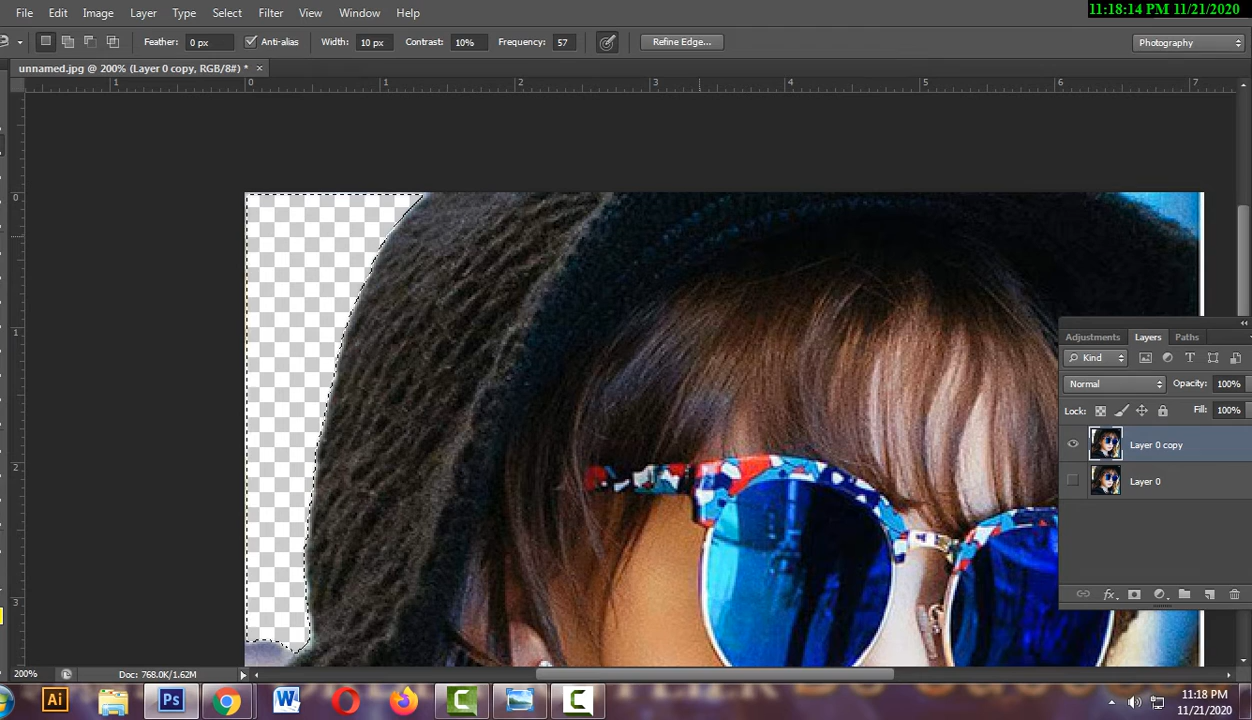 11:18:14 PM 11/21/2020
File Edit Image Layer Type Select Filter Analysis View Window Help
Feather: 0 px Anti-alias Width: 10 px Contrast: 10% Frequency: 57 Refine Edge... Photography
unnamed.jpg @ 200% (Layer 0 copy, RGB/8#) * ×
1 0 1 2 3 4 5 6 7
0
1
2
3
Adjustments Layers Paths
Kind T
Normal Opacity: 100%
Lock: Fill: 100%
Layer 0 copy
Layer 0
fx
200% Doc: 768.0K/1.62M
Ai Ps W C C
11:18 PM
11/21/2020